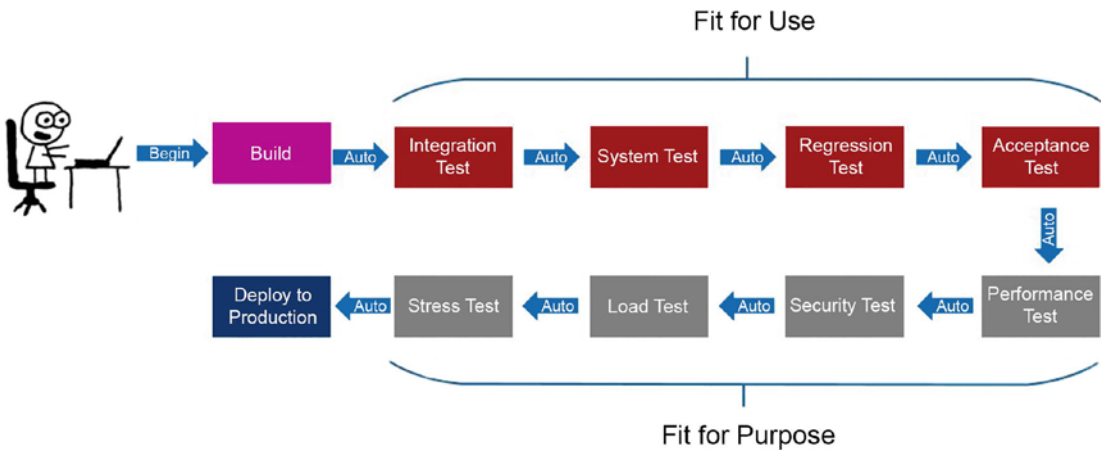 Fit for Use
Begin
Build
Auto
Integration
Test
Auto
System Test
Auto
Regression
Test
Auto
Acceptance
Test
Auto
Performance
Test
Auto
Security Test
Auto
Load Test
Auto
Stress Test
Auto
Deploy to
Production
Fit for Purpose